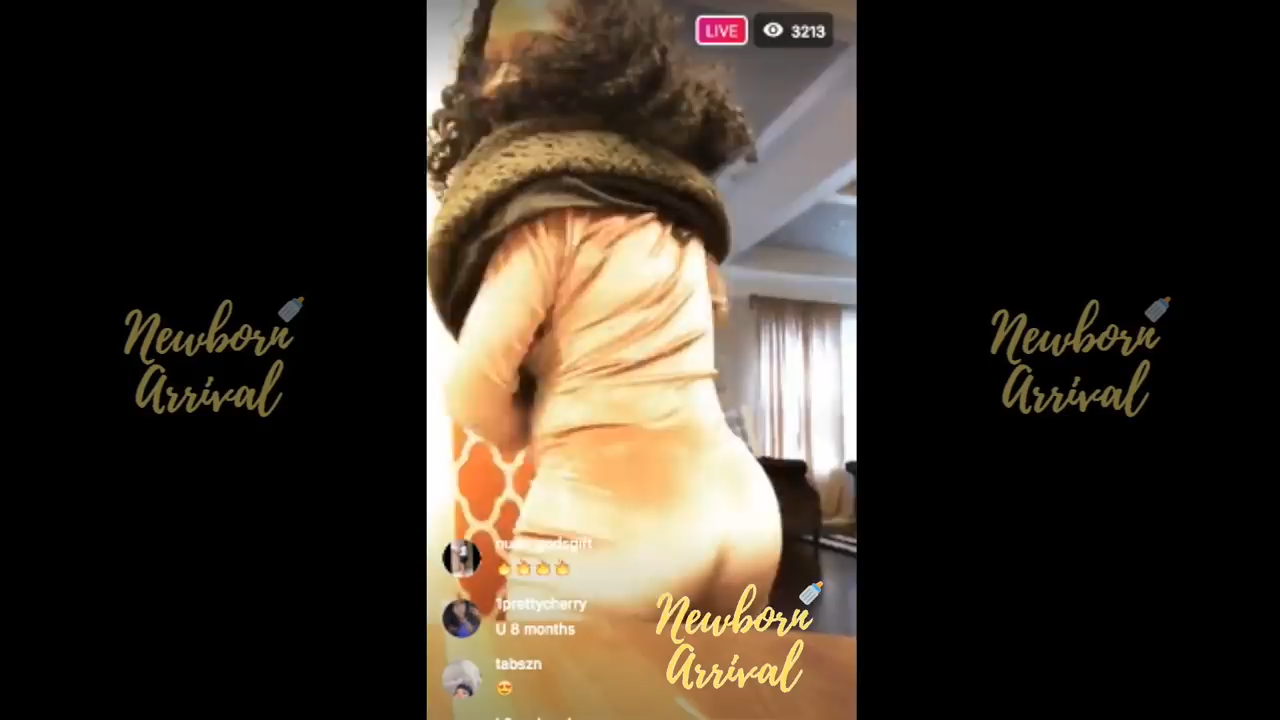 LIVE 3213
Newborn
Arrival
Newborn
Arrival
1prettycherry
U 8 months
tabszn
Newborn
Arrival